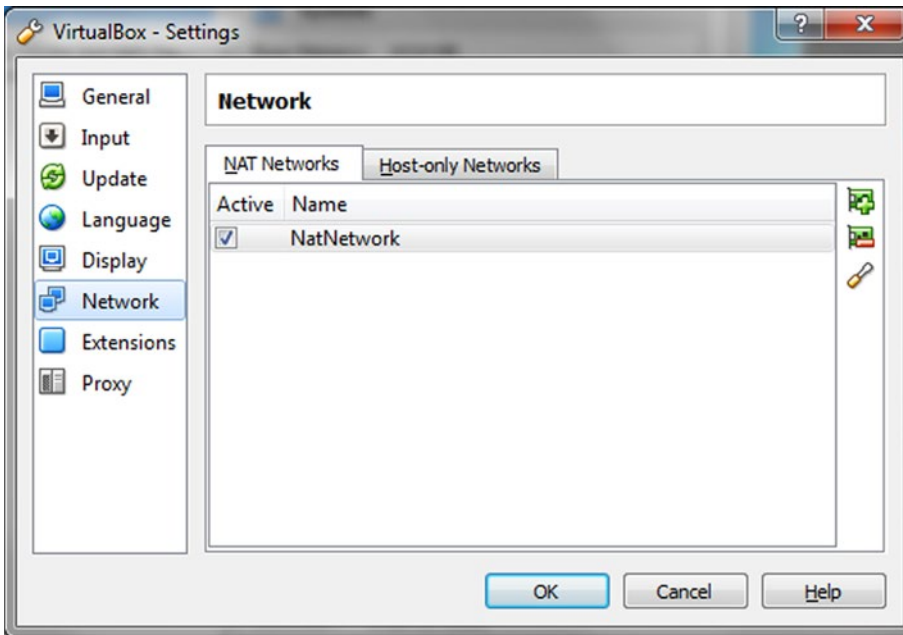 VirtualBox - Settings
General
Input
Update
Language
Display
Network
Extensions
Proxy
Network
NAT Networks
Host-only Networks
Active Name
NatNetwork
OK
Cancel
Help